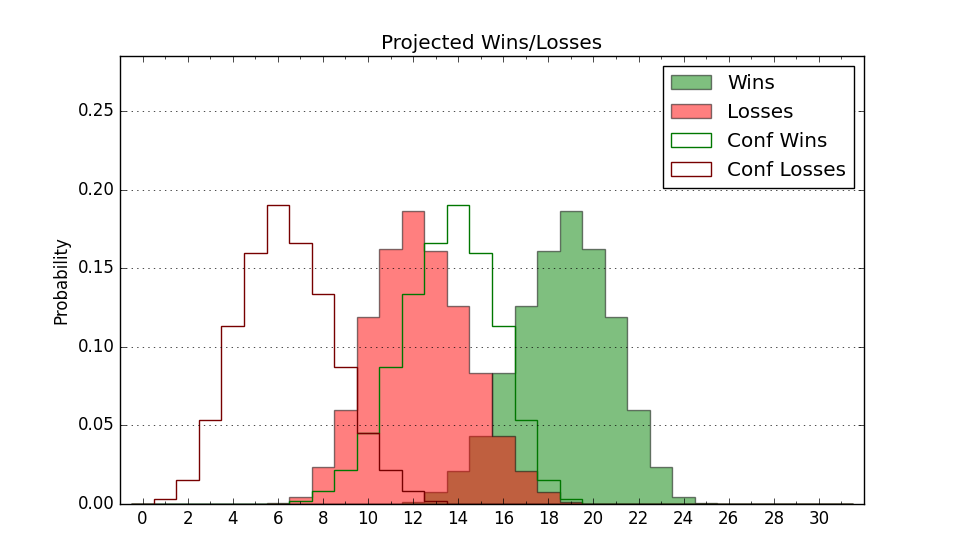 Projected Wins/Losses
Wins
Losses
Conf Wins
Conf Losses
Probability
0.25
0.20
0.15
0.10
0.05
0.00
0 2 4 6 8 10 12 14 16 18 20 22 24 26 28 30